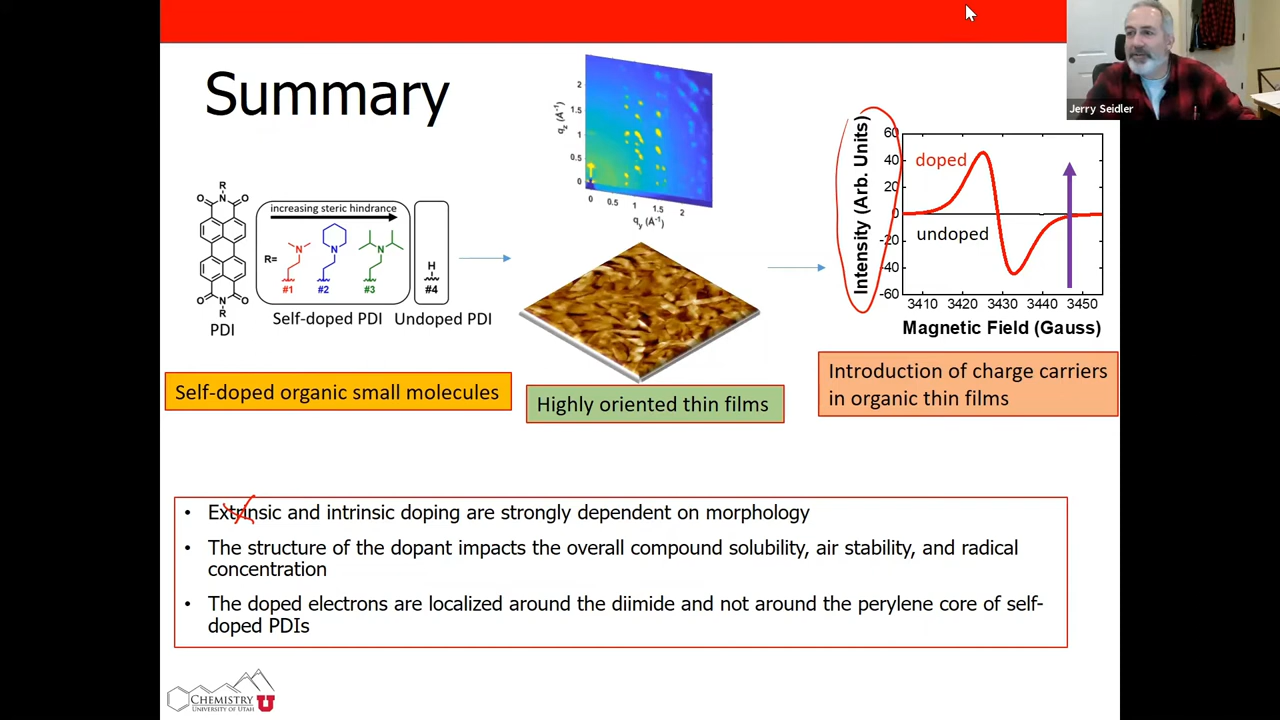 Summary
Jerry Seidler
R
O
N
O
O
N
O
R
PDI
increasing steric hindrance
R=
N
N
N
#1
#2
#3
H
#4
Self-doped PDI
Undoped PDI
Self-doped organic small molecules
qz (Å-1)
2
1.5
1
0.5
0
0
0.5
1
1.5
2
qy (Å-1)
Highly oriented thin films
Intensity (Arb. Units)
60
40
20
0
-20
-40
-60
doped
undoped
3410 3420 3430 3440 3450
Magnetic Field (Gauss)
Introduction of charge carriers
in organic thin films
• Extrinsic and intrinsic doping are strongly dependent on morphology
• The structure of the dopant impacts the overall compound solubility, air stability, and radical
concentration
• The doped electrons are localized around the diimide and not around the perylene core of self-
doped PDIs
CHEMISTRY
UNIVERSITY OF UTAH
U